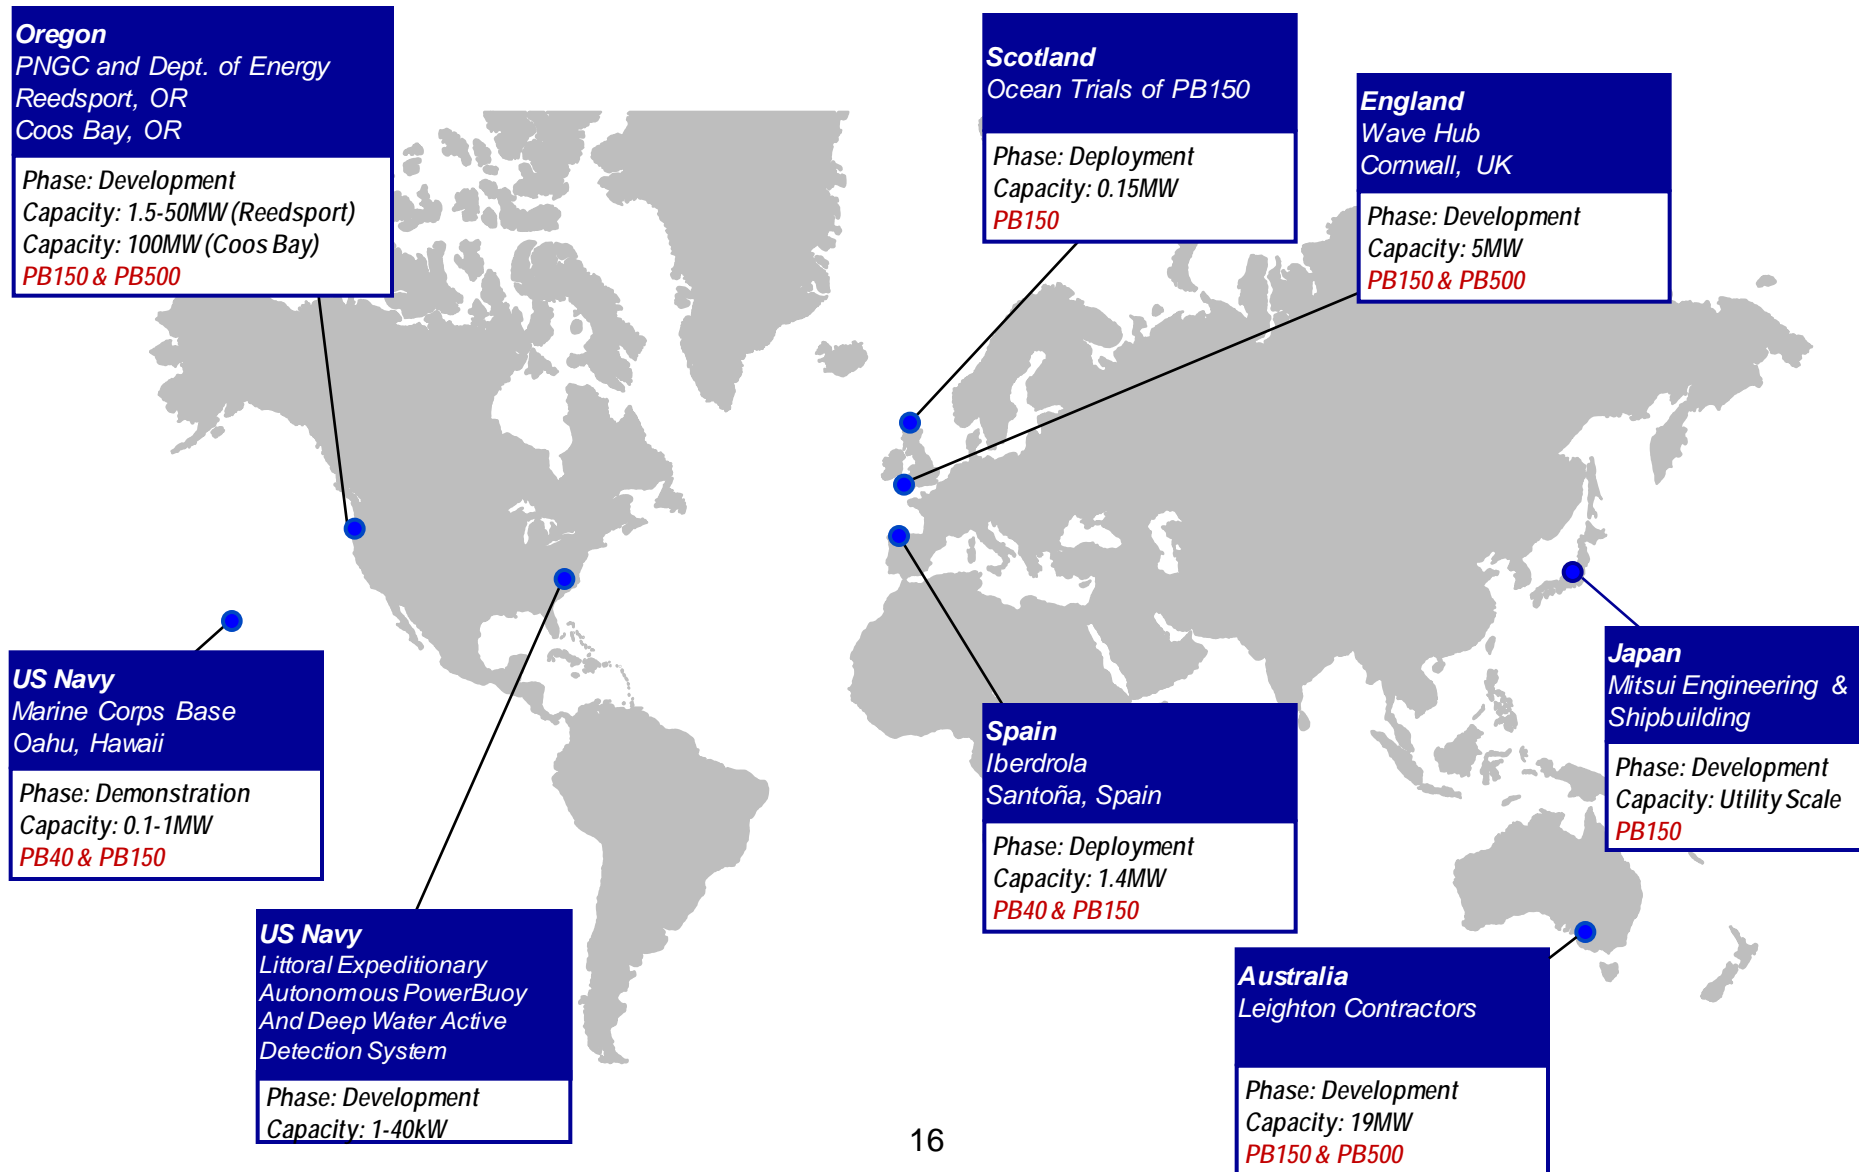 Oregon
PNGC and Dept. of Energy
Reedsport, OR
Coos Bay, OR
Phase: Development
Capacity: 1.5-50MW (Reedsport)
Capacity: 100MW (Coos Bay)
PB150 & PB500
Scotland
Ocean Trials of PB150
Phase: Deployment
Capacity: 0.15MW
PB150
England
Wave Hub
Cornwall, UK
Phase: Development
Capacity: 5MW
PB150 & PB500
US Navy
Marine Corps Base
Oahu, Hawaii
Phase: Demonstration
Capacity: 0.1-1MW
PB40 & PB150
US Navy
Littoral Expeditionary
Autonomous PowerBuoy
And Deep Water Active
Detection System
Phase: Development
Capacity: 1-40kW
Spain
Iberdrola
Santoña, Spain
Phase: Deployment
Capacity: 1.4MW
PB40 & PB150
Japan
Mitsui Engineering &
Shipbuilding
Phase: Development
Capacity: Utility Scale
PB150
Australia
Leighton Contractors
Phase: Development
Capacity: 19MW
PB150 & PB500
16